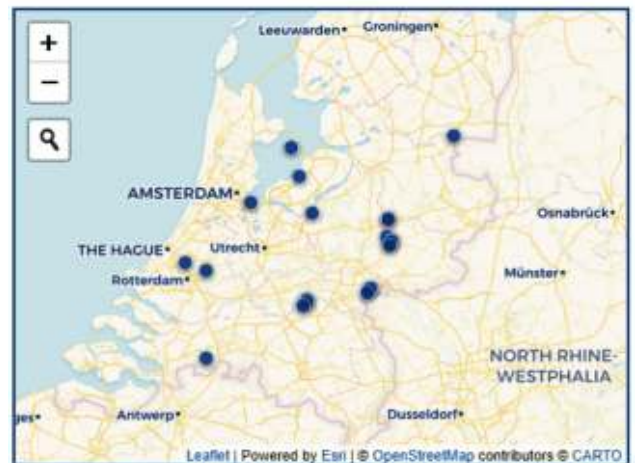 +
−
Leeuwarden
Groningen
AMSTERDAM
Osnabrück
THE HAGUE
Utrecht
Rotterdam
Münster
NORTH RHINE-
WESTPHALIA
ges
Antwerp
Dusseldorf
Leaflet | Powered by Esri | © OpenStreetMap contributors © CARTO